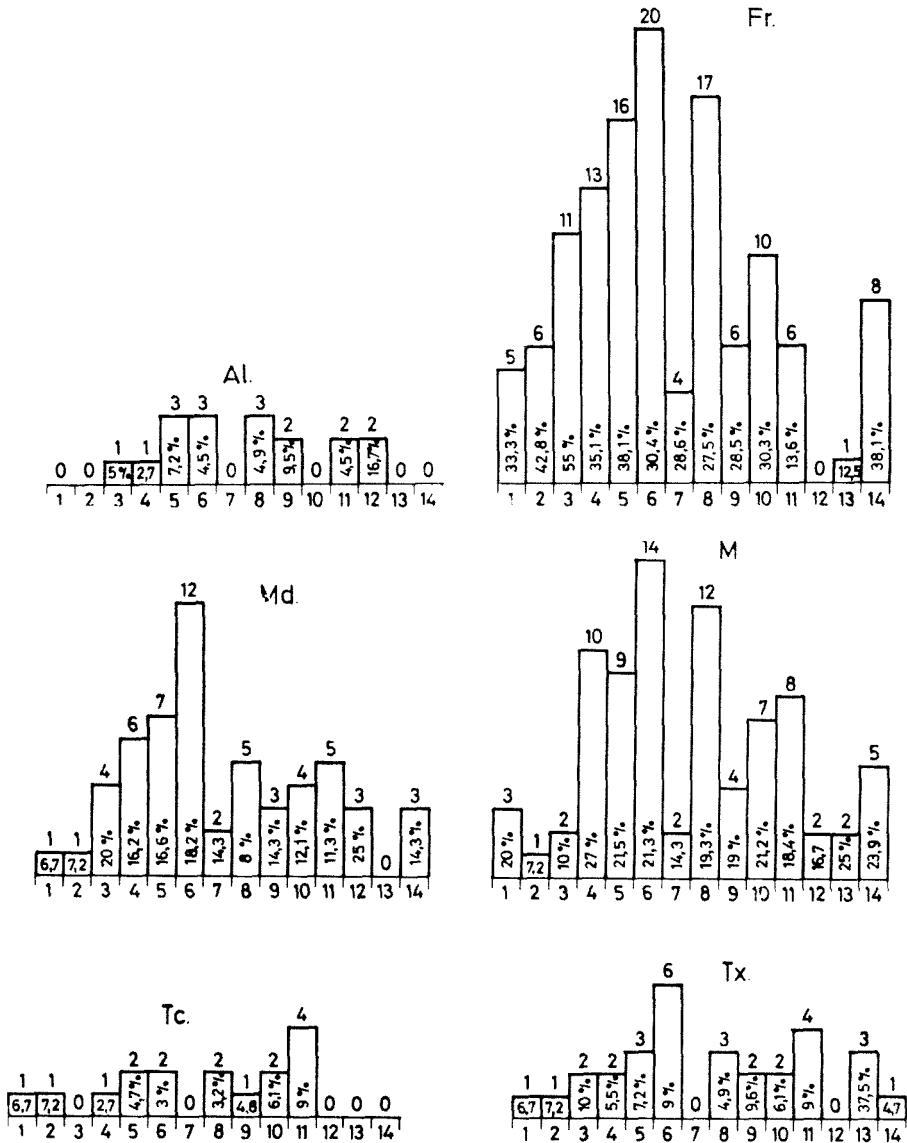 Al.
0 0 1 1 3 3 0 3 2 0 2 2 0 0
5 % 2,7 7,2 % 4,5 % 4,9 % 9,5 % 4,5 % 16,7 %
1 2 3 4 5 6 7 8 9 10 11 12 13 14
Fr.
5 6 11 13 16 20 4 17 6 10 6 0 1 8
33,3 % 42,8 % 55 % 35,1 % 38,1 % 30,4 % 28,6 % 27,5 % 28,5 % 30,3 % 13,6 % 12,5 38,1 %
1 2 3 4 5 6 7 8 9 10 11 12 13 14
Md.
1 1 4 6 7 12 2 5 3 4 5 3 0 3
6,7 7,2 20 % 16,2 % 16,6 % 18,2 % 14,3 8 % 14,3 % 12,1 % 11,3 % 25 % 14,3 %
1 2 3 4 5 6 7 8 9 10 11 12 13 14
M
3 1 2 10 9 14 2 12 4 7 8 2 2 5
20 % 7,2 10 % 27 % 21,5 % 21,3 % 14,3 19,3 % 19 % 21,2 % 18,4 % 16,7 25 % 23,9 %
1 2 3 4 5 6 7 8 9 10 11 12 13 14
Tc.
1 1 0 1 2 2 0 2 1 2 4 0 0 0
6,7 7,2 2,7 4,7 % 3 % 3,2 % 4,8 6,1 % 9 %
1 2 3 4 5 6 7 8 9 10 11 12 13 14
Tx.
1 1 2 2 3 6 0 3 2 2 4 0 3 1
6,7 7,2 10 % 5,5 % 7,2 % 9 % 4,9 % 9,6 % 6,1 % 9 % 37,5 % 4,7
1 2 3 4 5 6 7 8 9 10 11 12 13 14